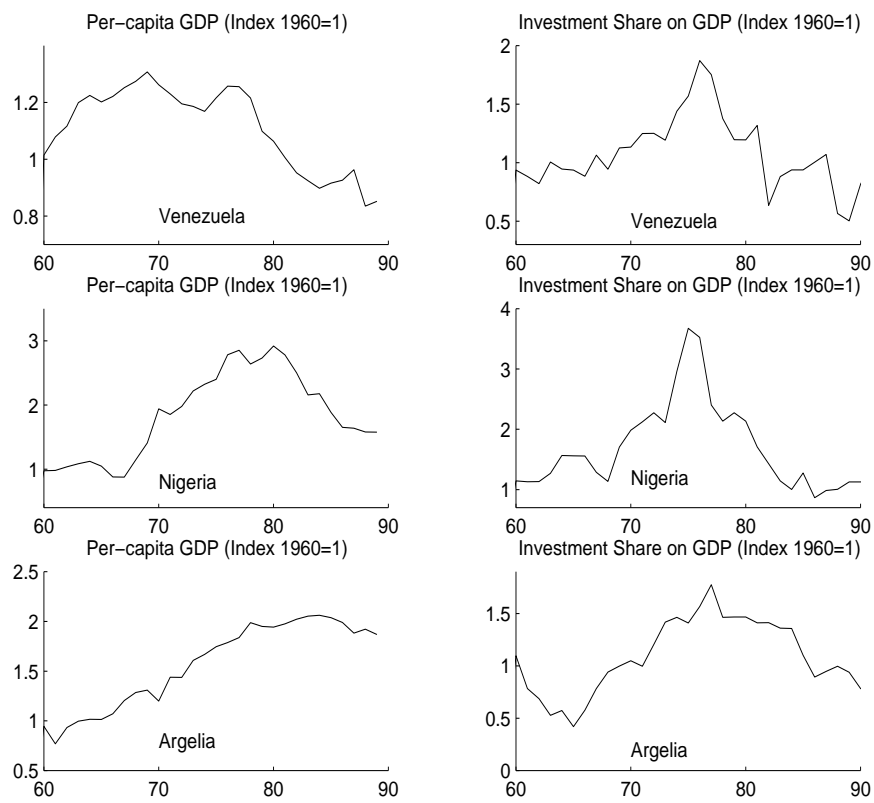 Per-capita GDP (Index 1960=1)
1.2
1
0.8
Venezuela
60 70 80 90
Investment Share on GDP (Index 1960=1)
2
1.5
1
0.5
Venezuela
60 70 80 90
Per-capita GDP (Index 1960=1)
3
2
1
Nigeria
60 70 80 90
Investment Share on GDP (Index 1960=1)
4
3
2
1
Nigeria
60 70 80 90
Per-capita GDP (Index 1960=1)
2.5
2
1.5
1
0.5
Argelia
60 70 80 90
Investment Share on GDP (Index 1960=1)
1.5
1
0.5
0
Argelia
60 70 80 90